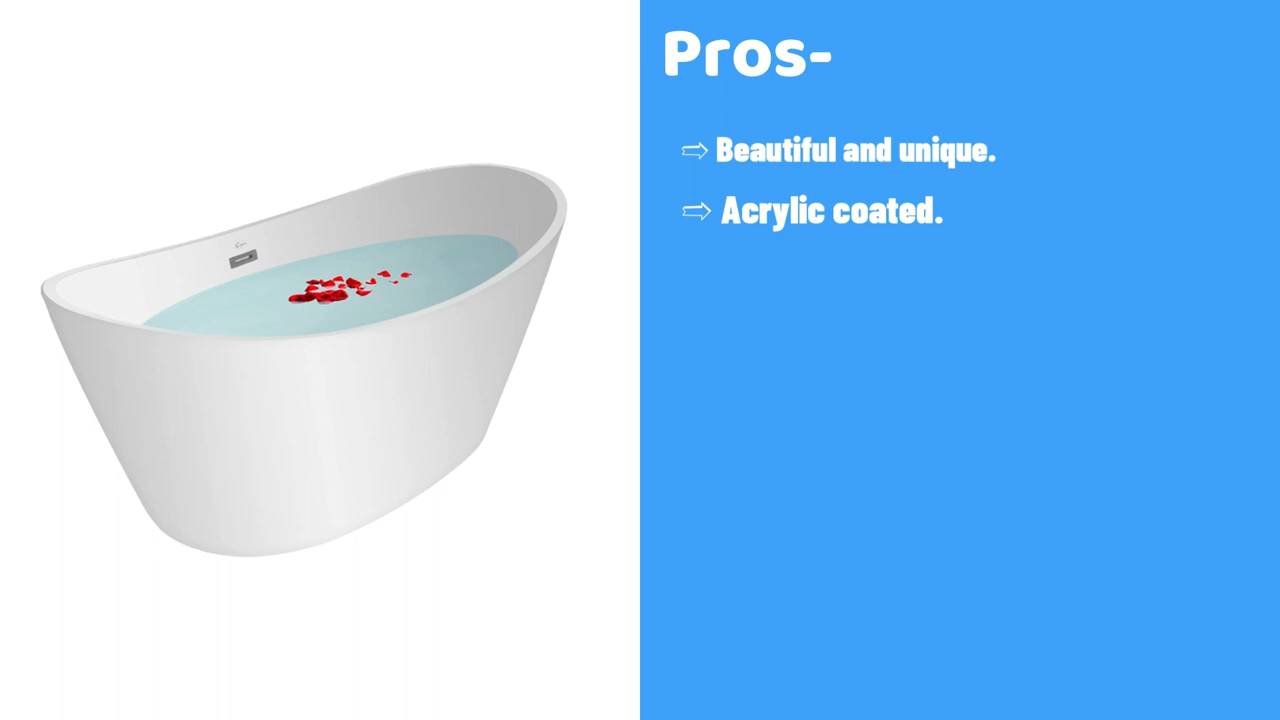 Pros-
⇨ Beautiful and unique.
⇨ Acrylic coated.